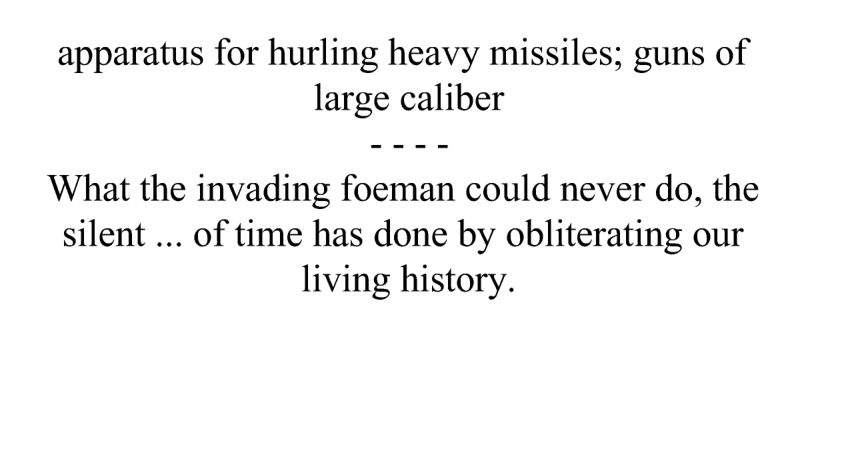 apparatus for hurling heavy missiles; guns of
large caliber
- - - -
What the invading foeman could never do, the
silent ... of time has done by obliterating our
living history.